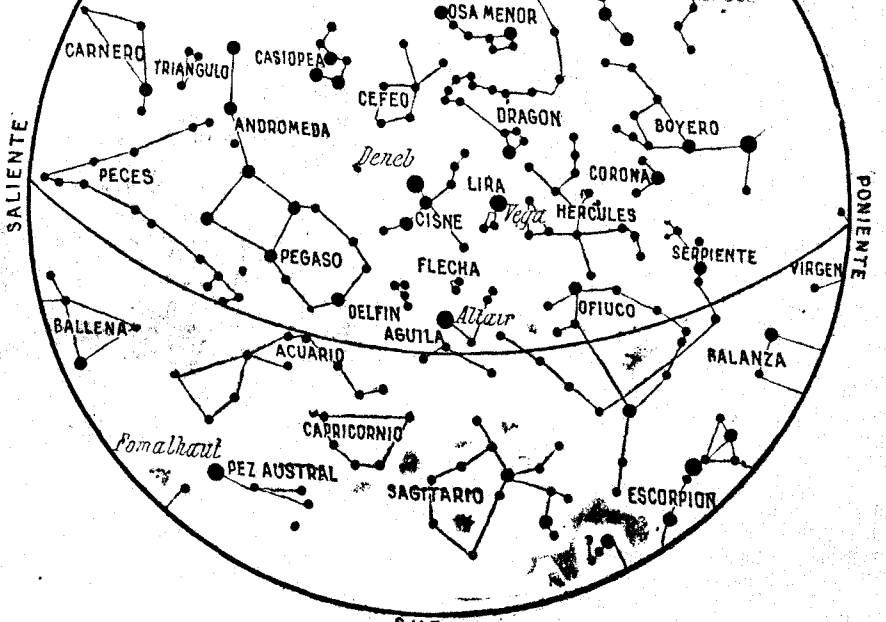 OSA MENOR
CARNERO
TRIANGULO
CASIOPEA
CEFEO
DRAGON
ANDROMEDA
BOYERO
SALIENTE
PECES
Deneb
LIRA
CORONA
PONIENTE
CISNE
Vega
HERCULES
PEGASO
FLECHA
SERPIENTE
VIRGEN
DELFIN
Altair
OFIUCO
BALLENA
AGUILA
ACUARIO
BALANZA
CAPRICORNIO
Fomalhaut
PEZ AUSTRAL
SAGITARIO
ESCORPION